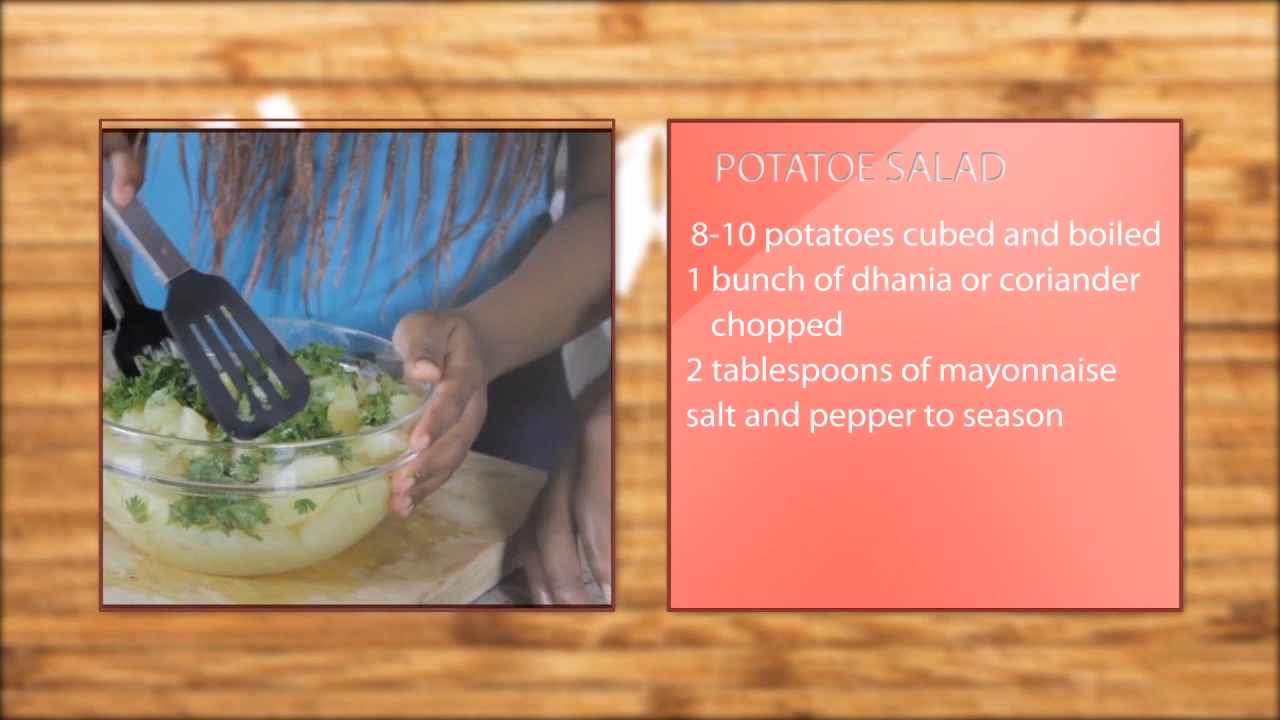 POTATOE SALAD
8-10 potatoes cubed and boiled
1 bunch of dhania or coriander
chopped
2 tablespoons of mayonnaise
salt and pepper to season